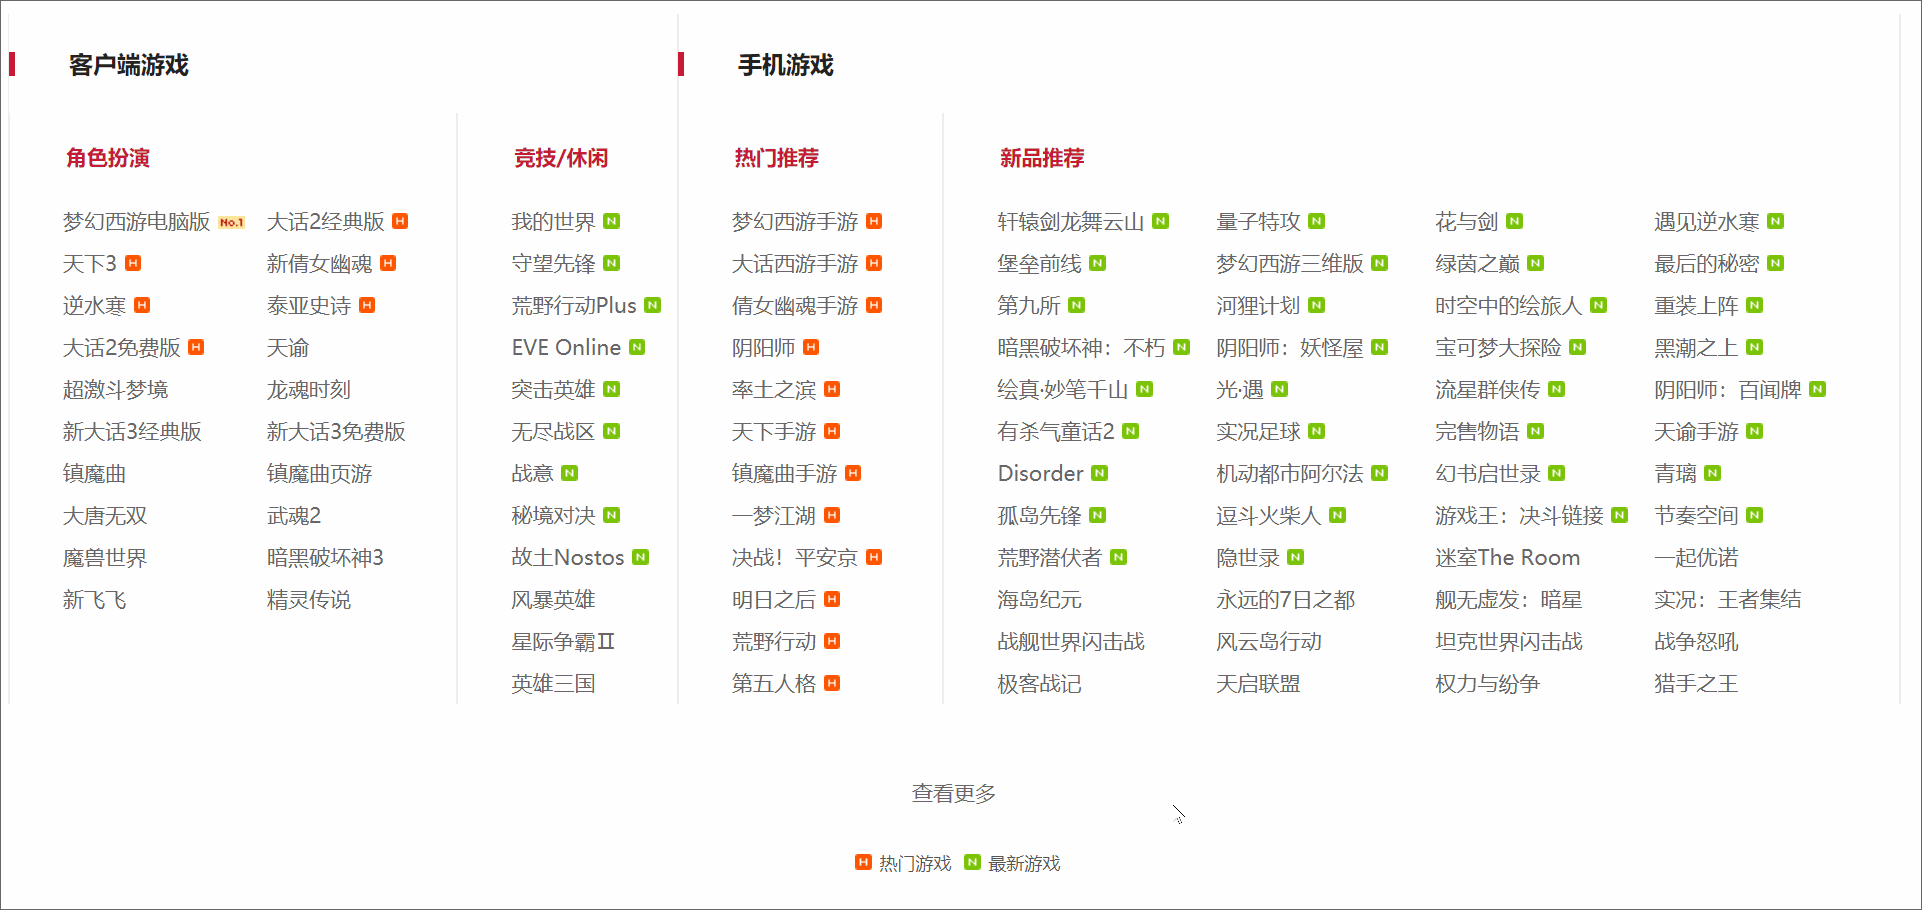 客户端游戏
手机游戏
角色扮演
竞技/休闲
热门推荐
新品推荐
梦幻西游电脑版 No.1
大话2经典版 H
天下3 H
新倩女幽魂 H
逆水寒 H
泰亚史诗 H
大话2免费版 H
天谕
超激斗梦境
龙魂时刻
新大话3经典版
新大话3免费版
镇魔曲
镇魔曲页游
大唐无双
武魂2
魔兽世界
暗黑破坏神3
新飞飞
精灵传说
我的世界 N
守望先锋 N
荒野行动Plus N
EVE Online N
突击英雄 N
无尽战区 N
战意 N
秘境对决 N
故土Nostos N
风暴英雄
星际争霸Ⅱ
英雄三国
梦幻西游手游 H
大话西游手游 H
倩女幽魂手游 H
阴阳师 H
率土之滨 H
天下手游 H
镇魔曲手游 H
一梦江湖 H
决战！平安京 H
明日之后 H
荒野行动 H
第五人格 H
轩辕剑龙舞云山 N
量子特攻 N
花与剑 N
遇见逆水寒 N
堡垒前线 N
梦幻西游三维版 N
绿茵之巅 N
最后的秘密 N
第九所 N
河狸计划 N
时空中的绘旅人 N
重装上阵 N
暗黑破坏神：不朽 N
阴阳师：妖怪屋 N
宝可梦大探险 N
黑潮之上 N
绘真·妙笔千山 N
光·遇 N
流星群侠传 N
阴阳师：百闻牌 N
有杀气童话2 N
实况足球 N
完售物语 N
天谕手游 N
Disorder N
机动都市阿尔法 N
幻书启世录 N
青璃 N
孤岛先锋 N
逗斗火柴人 N
游戏王：决斗链接 N
节奏空间 N
荒野潜伏者 N
隐世录 N
迷室The Room
一起优诺
海岛纪元
永远的7日之都
舰无虚发：暗星
实况：王者集结
战舰世界闪击战
风云岛行动
坦克世界闪击战
战争怒吼
极客战记
天启联盟
权力与纷争
猎手之王
查看更多
H 热门游戏 N 最新游戏